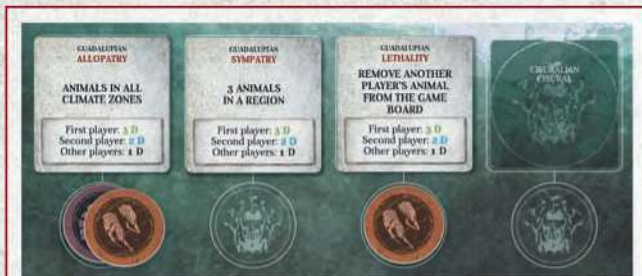 GUADALUPIAN
ALLOPATRY
ANIMALS IN ALL
CLIMATE ZONES
First player: 3 D
Second player: 2 D
Other players: 1 D
GUADALUPIAN
SYMPATRY
3 ANIMALS
IN A REGION
First player: 3 D
Second player: 2 D
Other players: 1 D
GUADALUPIAN
LETHALITY
REMOVE ANOTHER
PLAYER'S ANIMAL
FROM THE GAME
BOARD
First player: 3 D
Second player: 2 D
Other players: 1 D
CISURALIAN